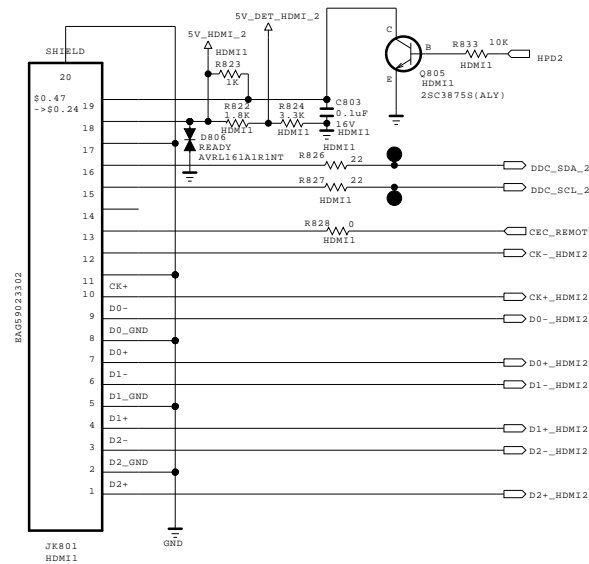 5V_DET_HDMI_2
5V_HDMI_2
C
B
E
R833
10K
HDMI1
HPD2
Q805
HDMI1
2SC3875S(ALY)
SHIELD
20
$0.47
->$0.24
HDMI1
R823
1K
R822
1.8K
HDMI1
R824
3.3K
HDMI1
C803
0.1uF
16V
HDMI1
D806
READY
AVRL161A1R1NT
HDMI1
R826
22
DDC_SDA_2
R827
22
DDC_SCL_2
HDMI1
R828
0
HDMI1
CEC_REMOT
CK-_HDMI2
19
18
17
16
15
14
13
12
11
10
CK+
CK+_HDMI2
9
D0-
D0-_HDMI2
8
D0_GND
7
D0+
D0+_HDMI2
6
D1-
D1-_HDMI2
5
D1_GND
4
D1+
D1+_HDMI2
3
D2-
D2-_HDMI2
2
D2_GND
1
D2+
D2+_HDMI2
EAG59023302
JK801
HDMI1
GND